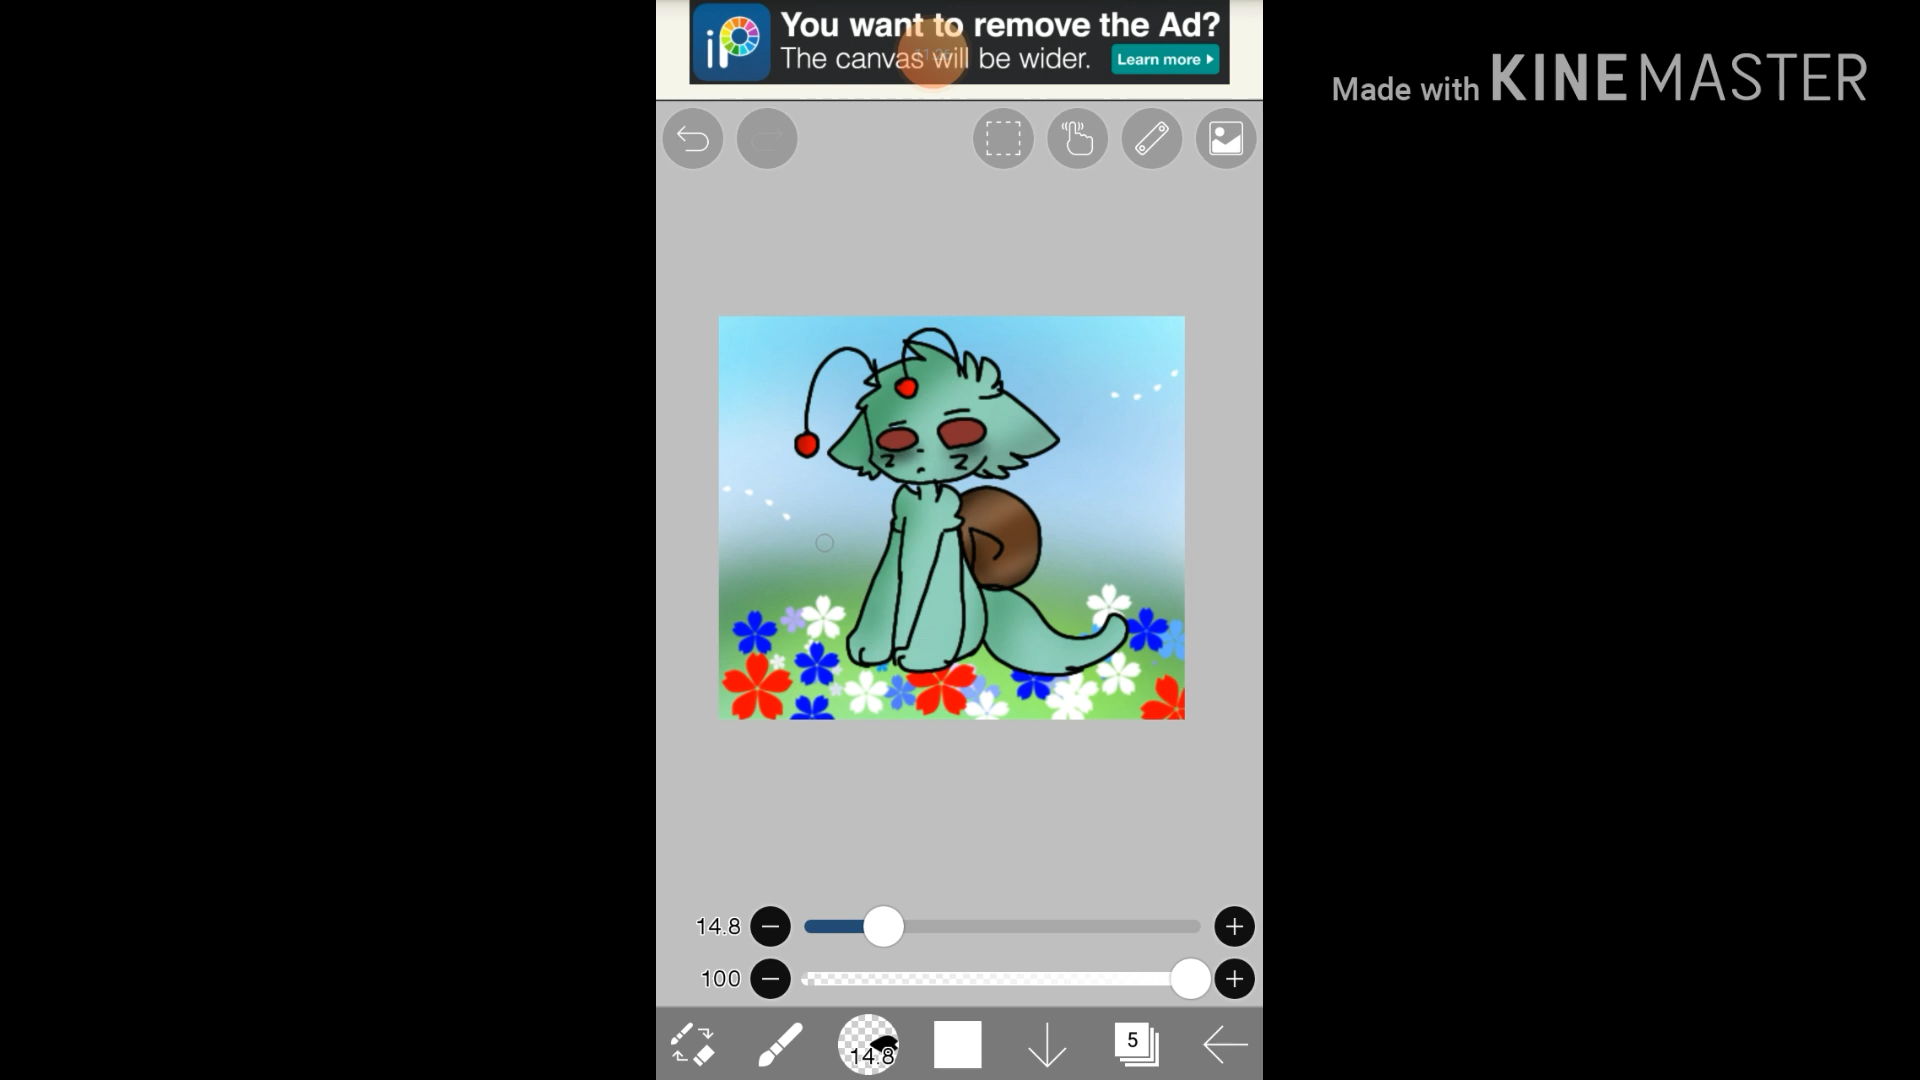 iP
You want to remove the Ad?
The canvas will be wider.
Learn more
Made with KINEMASTER
14.8
100
14.8
5